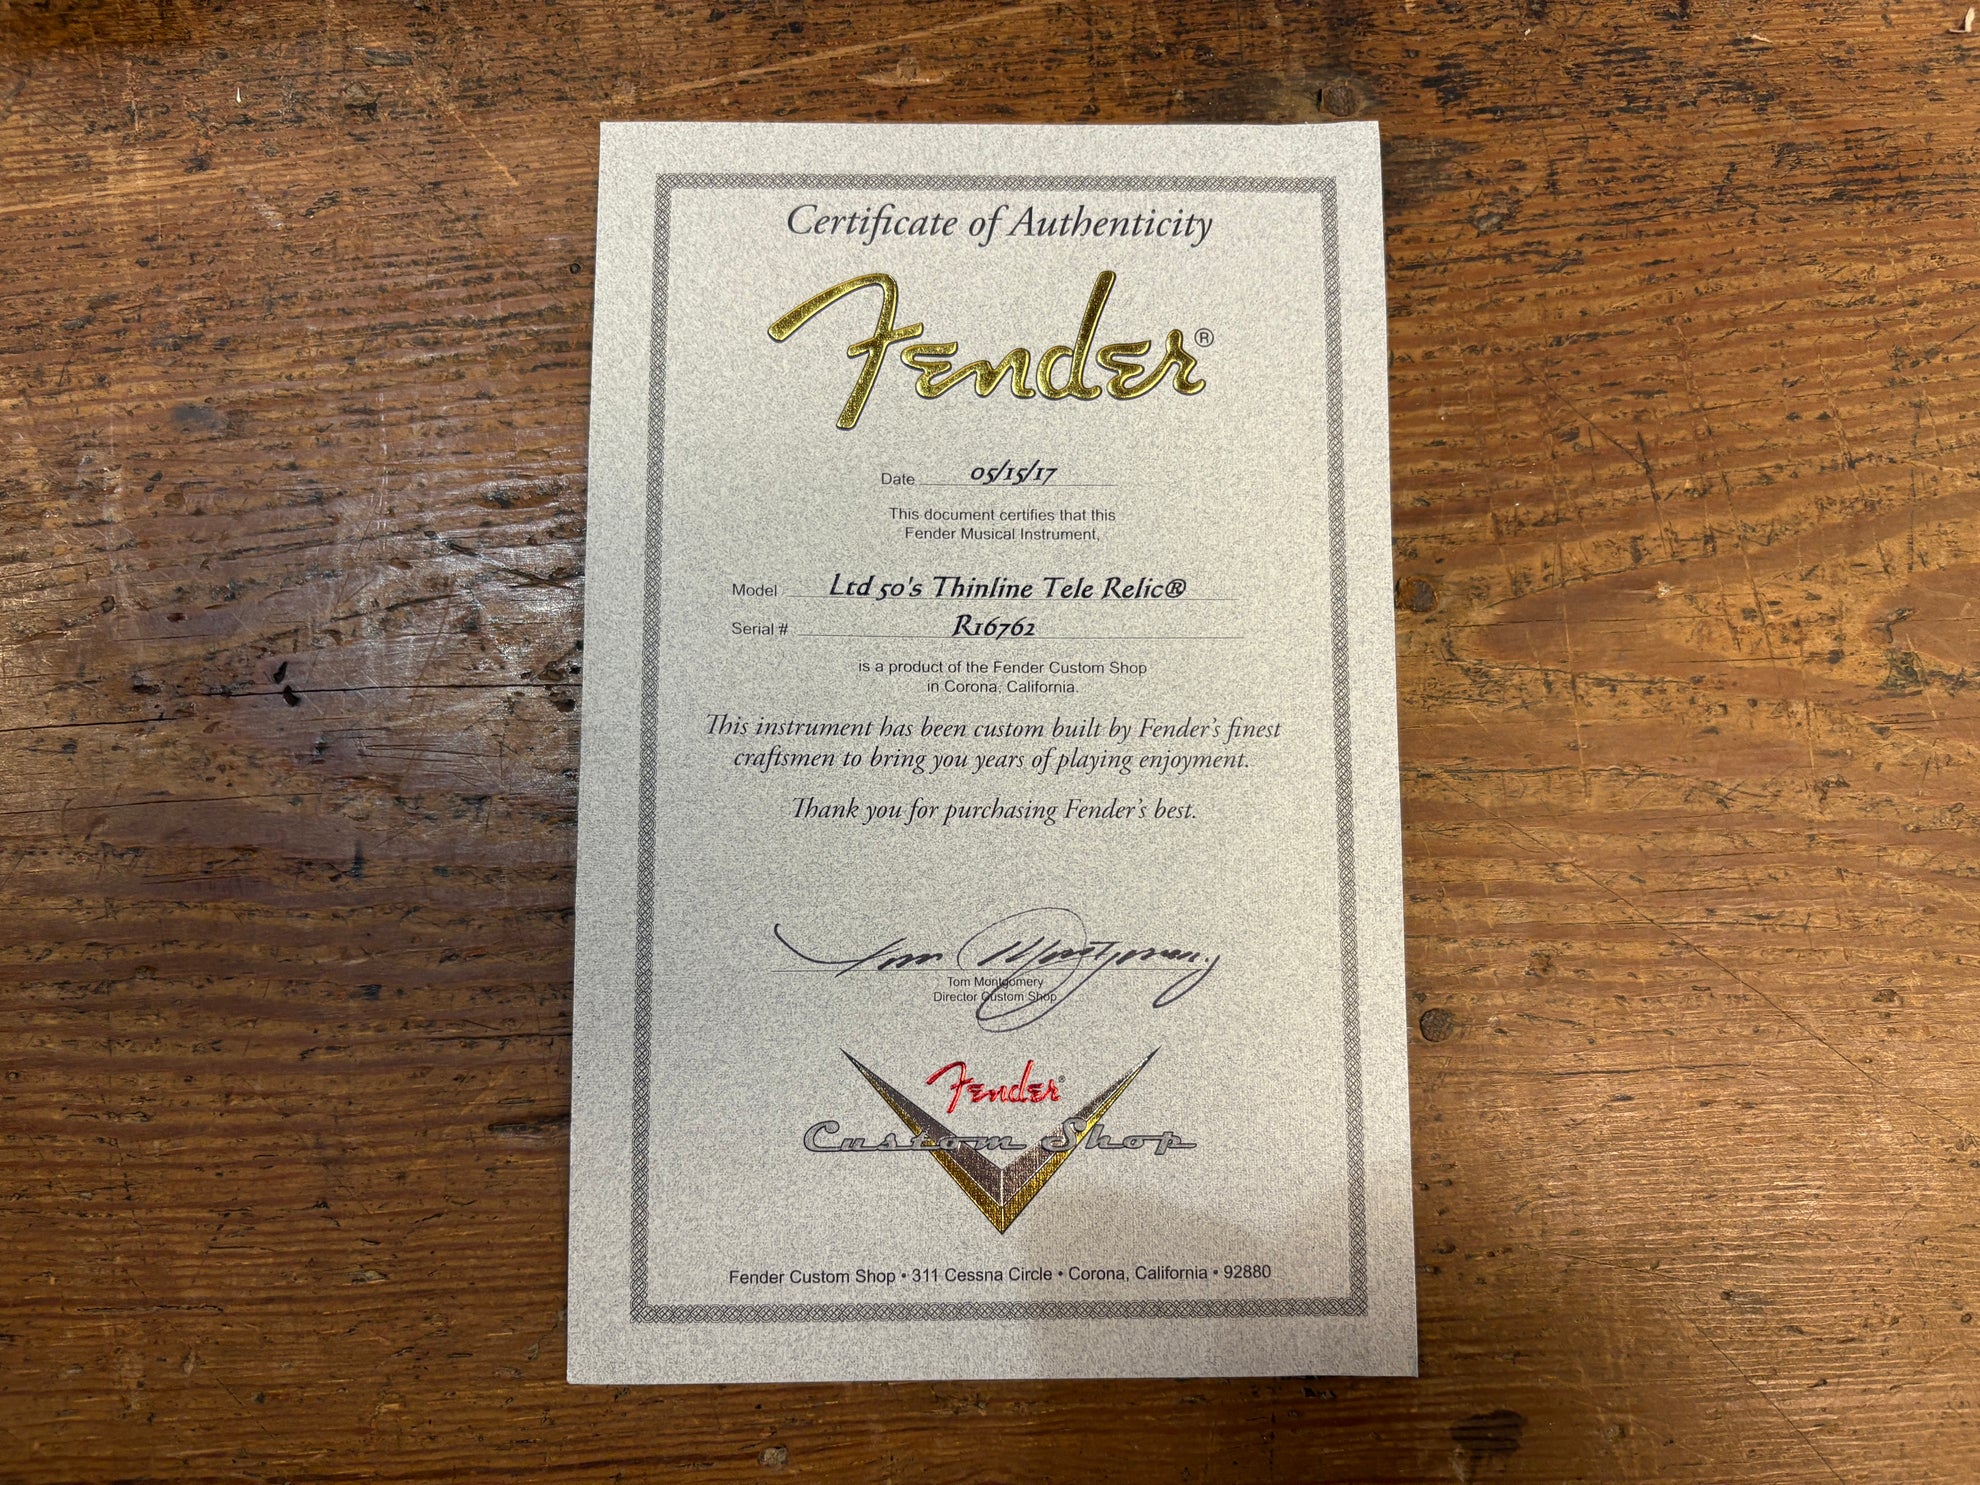 Certificate of Authenticity
Fender®
Date 05/15/17
This document certifies that this
Fender Musical Instrument,
Model Ltd 50's Thinline Tele Relic®
Serial # R16762
is a product of the Fender Custom Shop
in Corona, California.
This instrument has been custom built by Fender's finest
craftsmen to bring you years of playing enjoyment.
Thank you for purchasing Fender's best.
Tom Montgomery
Tom Montgomery
Director Custom Shop
Fender®
Custom Shop
Fender Custom Shop • 311 Cessna Circle • Corona, California • 92880